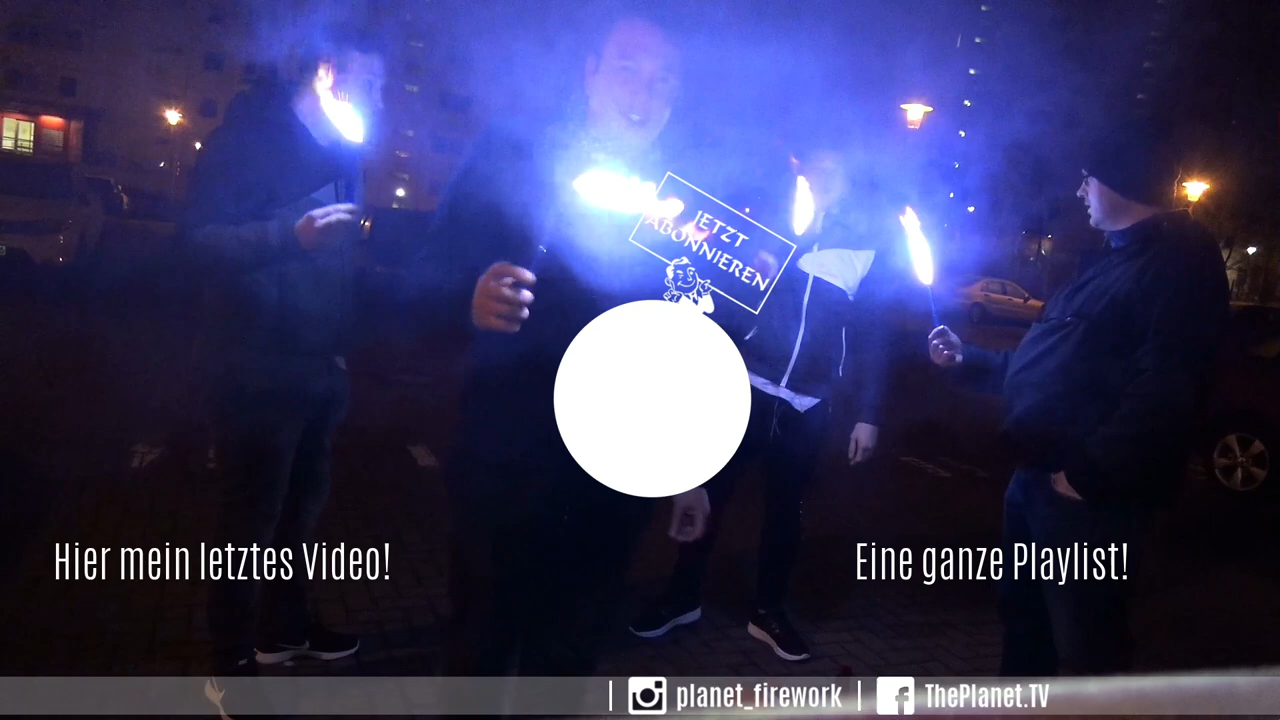 JETZT
ABONNIEREN
Hier mein letztes Video!
Eine ganze Playlist!
| planet_firework | ThePlanet.TV